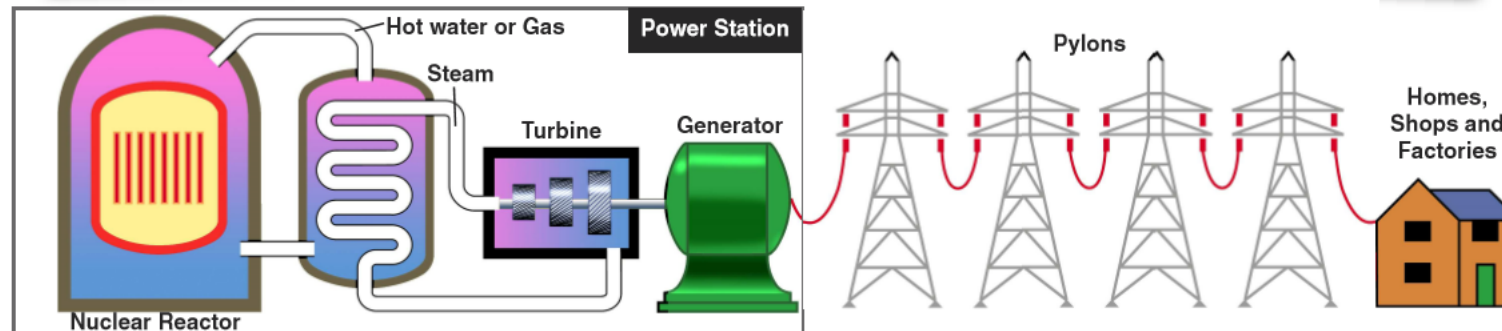 Hot water or Gas
Power Station
Steam
Turbine
Generator
Nuclear Reactor
Pylons
Homes,
Shops and
Factories